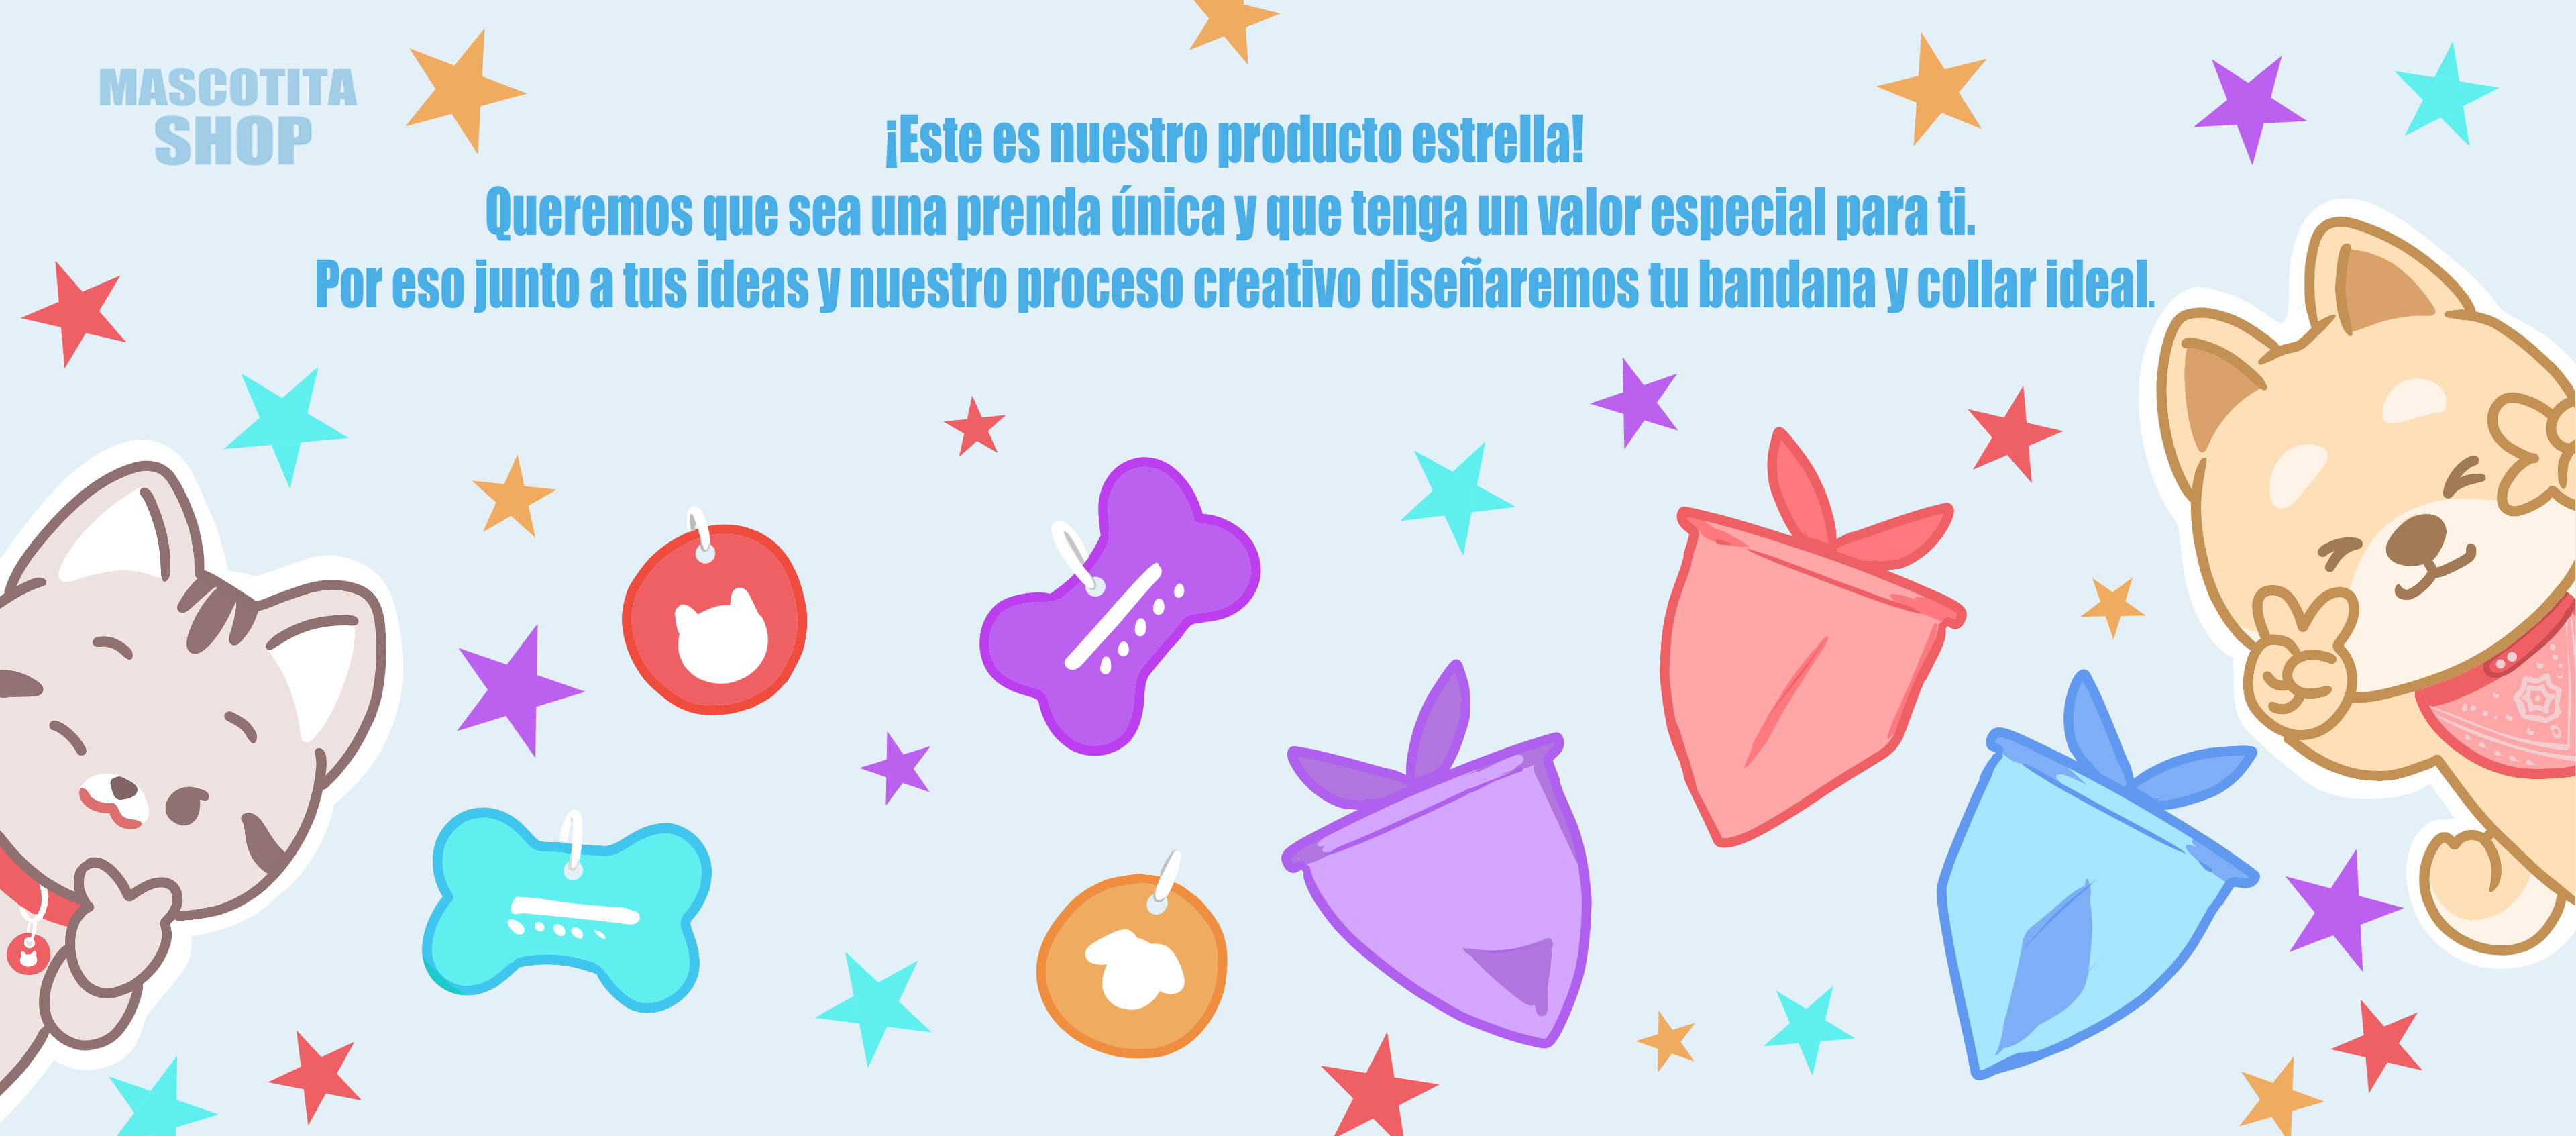 MASCOTITA
SHOP
¡Este es nuestro producto estrella!
Queremos que sea una prenda única y que tenga un valor especial para ti.
Por eso junto a tus ideas y nuestro proceso creativo diseñaremos tu bandana y collar ideal.